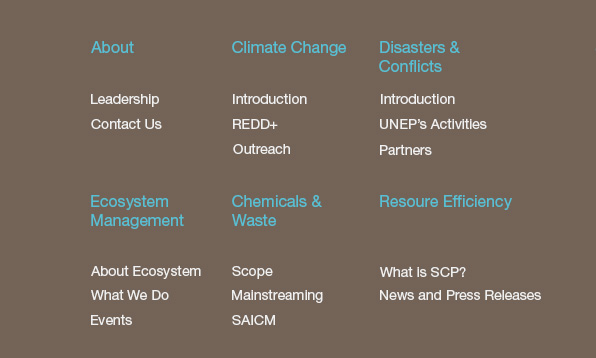 About
Leadership
Contact Us
Climate Change
Introduction
REDD+
Outreach
Disasters &
Conflicts
Introduction
UNEP's Activities
Partners
Ecosystem
Management
About Ecosystem
What We Do
Events
Chemicals &
Waste
Scope
Mainstreaming
SAICM
Resoure Efficiency
What is SCP?
News and Press Releases